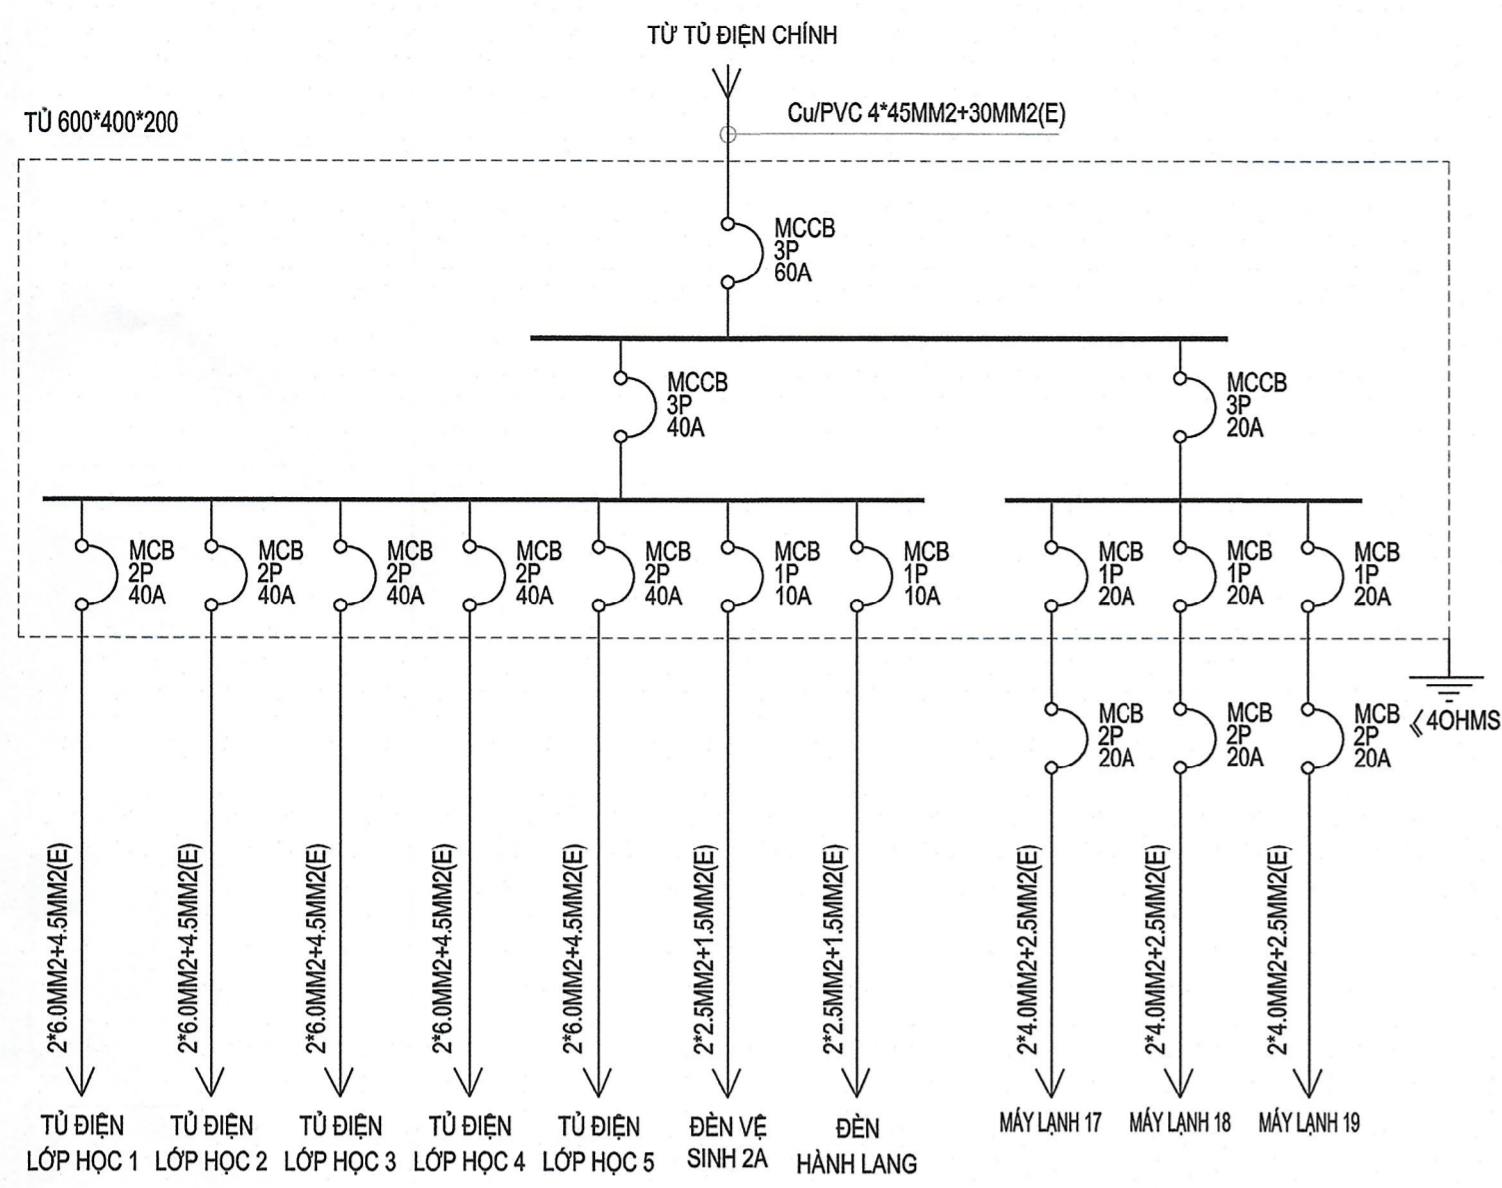 TỪ TỦ ĐIỆN CHÍNH
Cu/PVC 4*45MM2+30MM2(E)
TỦ 600*400*200
MCCB
3P
60A
MCCB
3P
40A
MCCB
3P
20A
MCB
2P
40A
MCB
2P
40A
MCB
2P
40A
MCB
2P
40A
MCB
2P
40A
MCB
1P
10A
MCB
1P
10A
MCB
1P
20A
MCB
1P
20A
MCB
1P
20A
MCB
2P
20A
MCB
2P
20A
MCB
2P
20A
⟪ 4OHMS
2*6.0MM2+4.5MM2(E)
2*6.0MM2+4.5MM2(E)
2*6.0MM2+4.5MM2(E)
2*6.0MM2+4.5MM2(E)
2*6.0MM2+4.5MM2(E)
2*2.5MM2+1.5MM2(E)
2*2.5MM2+1.5MM2(E)
2*4.0MM2+2.5MM2(E)
2*4.0MM2+2.5MM2(E)
2*4.0MM2+2.5MM2(E)
TỦ ĐIỆN
LỚP HỌC 1
TỦ ĐIỆN
LỚP HỌC 2
TỦ ĐIỆN
LỚP HỌC 3
TỦ ĐIỆN
LỚP HỌC 4
TỦ ĐIỆN
LỚP HỌC 5
ĐÈN VỆ
SINH 2A
ĐÈN
HÀNH LANG
MÁY LẠNH 17
MÁY LẠNH 18
MÁY LẠNH 19